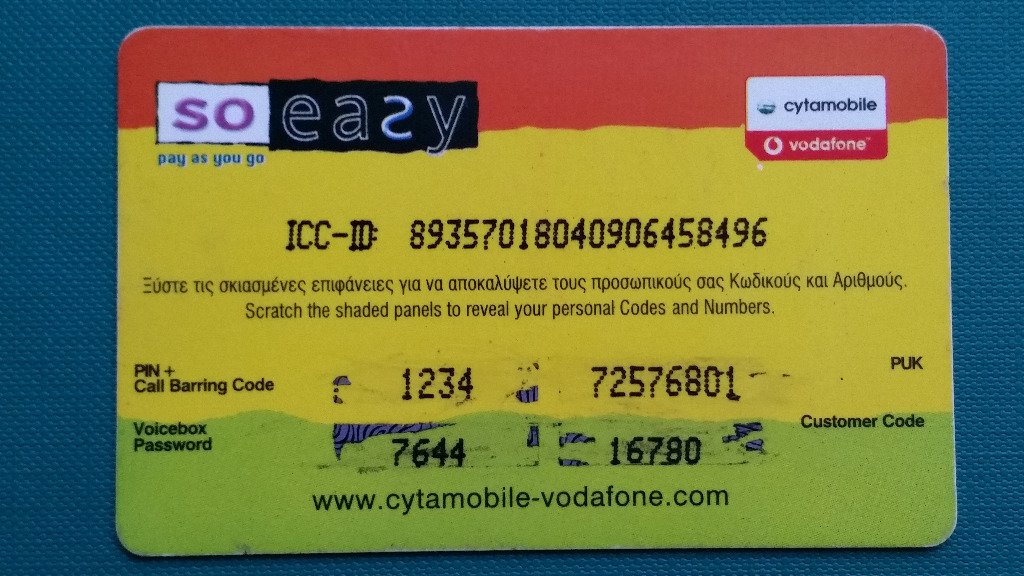 so easy
pay as you go
cytamobile
vodafone™
ICC-ID: 89357018040906458496
Ξύστε τις σκιασμένες επιφάνειες για να αποκαλύψετε τους προσωπικούς σας Κωδικούς και Αριθμούς.
Scratch the shaded panels to reveal your personal Codes and Numbers.
PIN +
Call Barring Code
1234
72576801
PUK
Voicebox
Password
7644
16780
Customer Code
www.cytamobile-vodafone.com